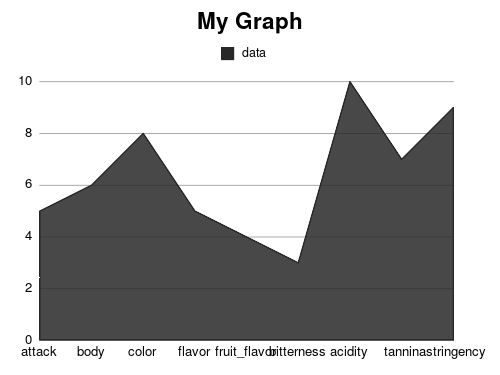 My Graph
data
10
8
6
4
2
0
attack body color flavor fruit_flavor bitterness acidity tannin astringency